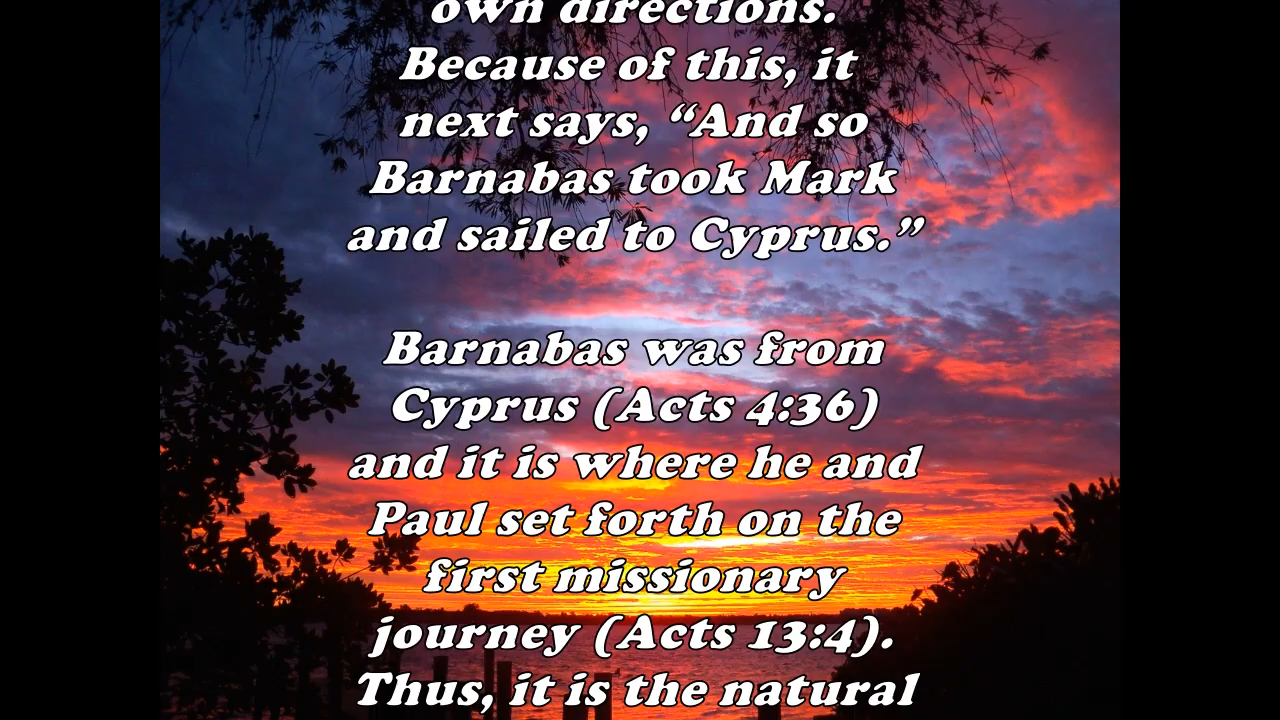 own directions.
Because of this, it
next says, “And so
Barnabas took Mark
and sailed to Cyprus.”
Barnabas was from
Cyprus (Acts 4:36)
and it is where he and
Paul set forth on the
first missionary
journey (Acts 13:4).
Thus, it is the natural